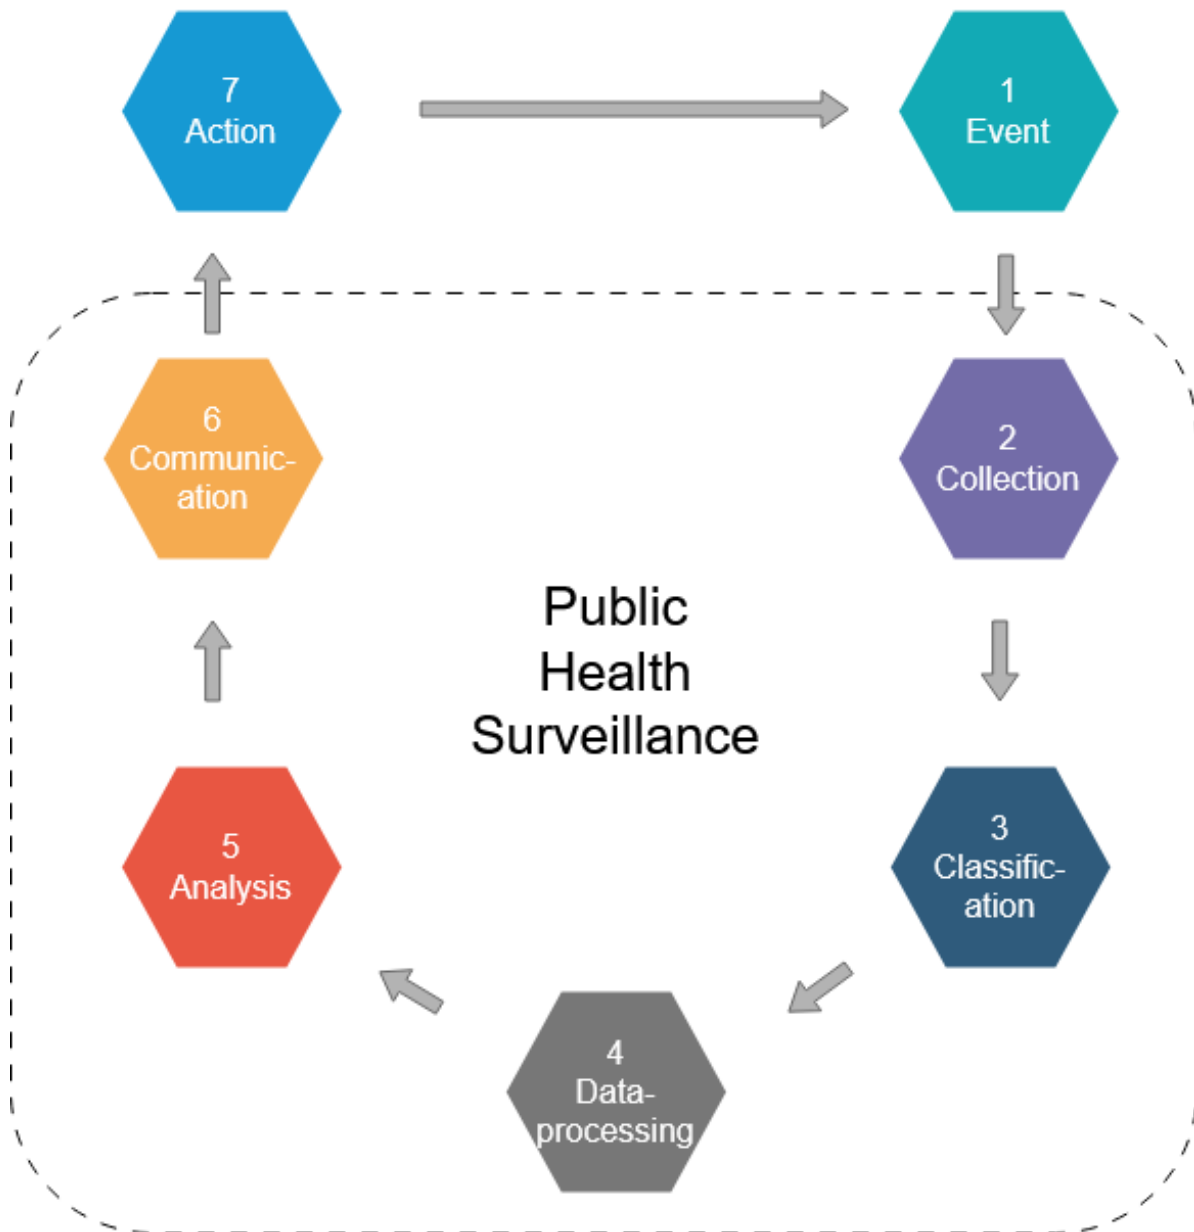 7
Action
1
Event
6
Communic-
ation
2
Collection
Public
Health
Surveillance
5
Analysis
3
Classific-
ation
4
Data-
processing